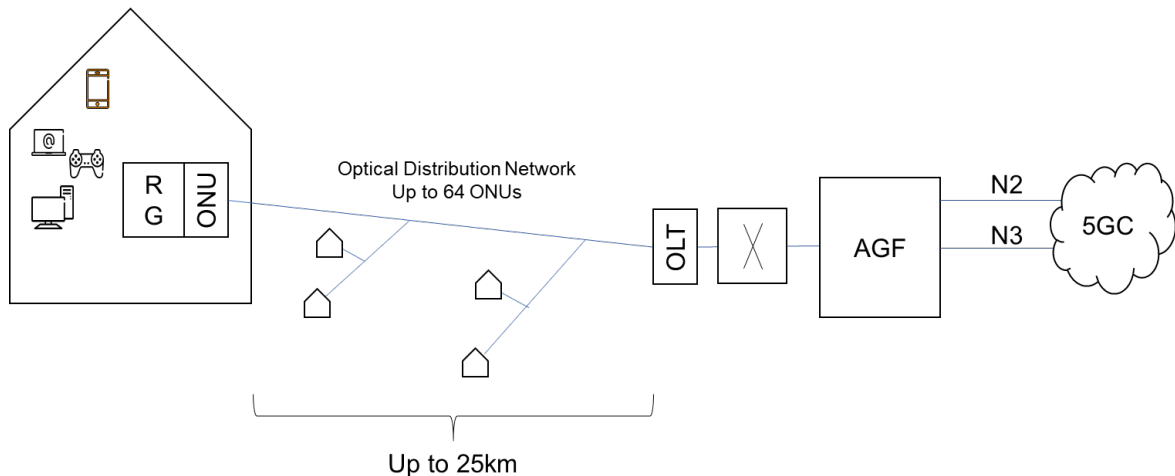 @
R
G
ONU
Optical Distribution Network
Up to 64 ONUs
OLT
AGF
N2
N3
5GC
Up to 25km